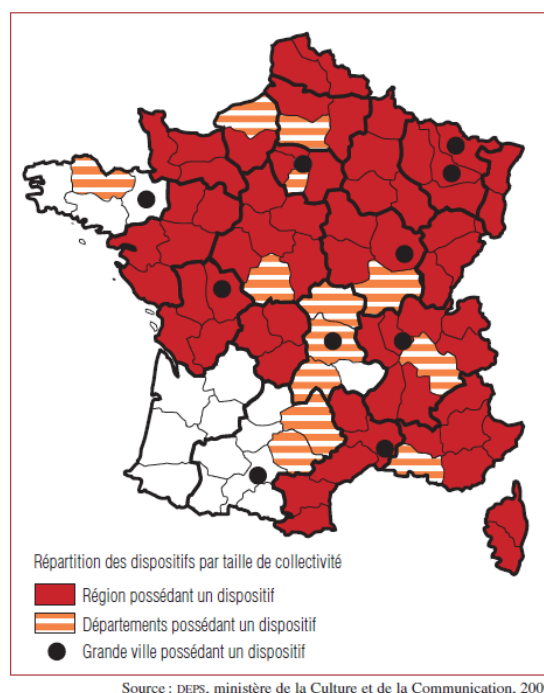 Répartition des dispositifs par taille de collectivité
Région possédant un dispositif
Départements possédant un dispositif
Grande ville possédant un dispositif
Source : DEPS, ministère de la Culture et de la Communication, 200